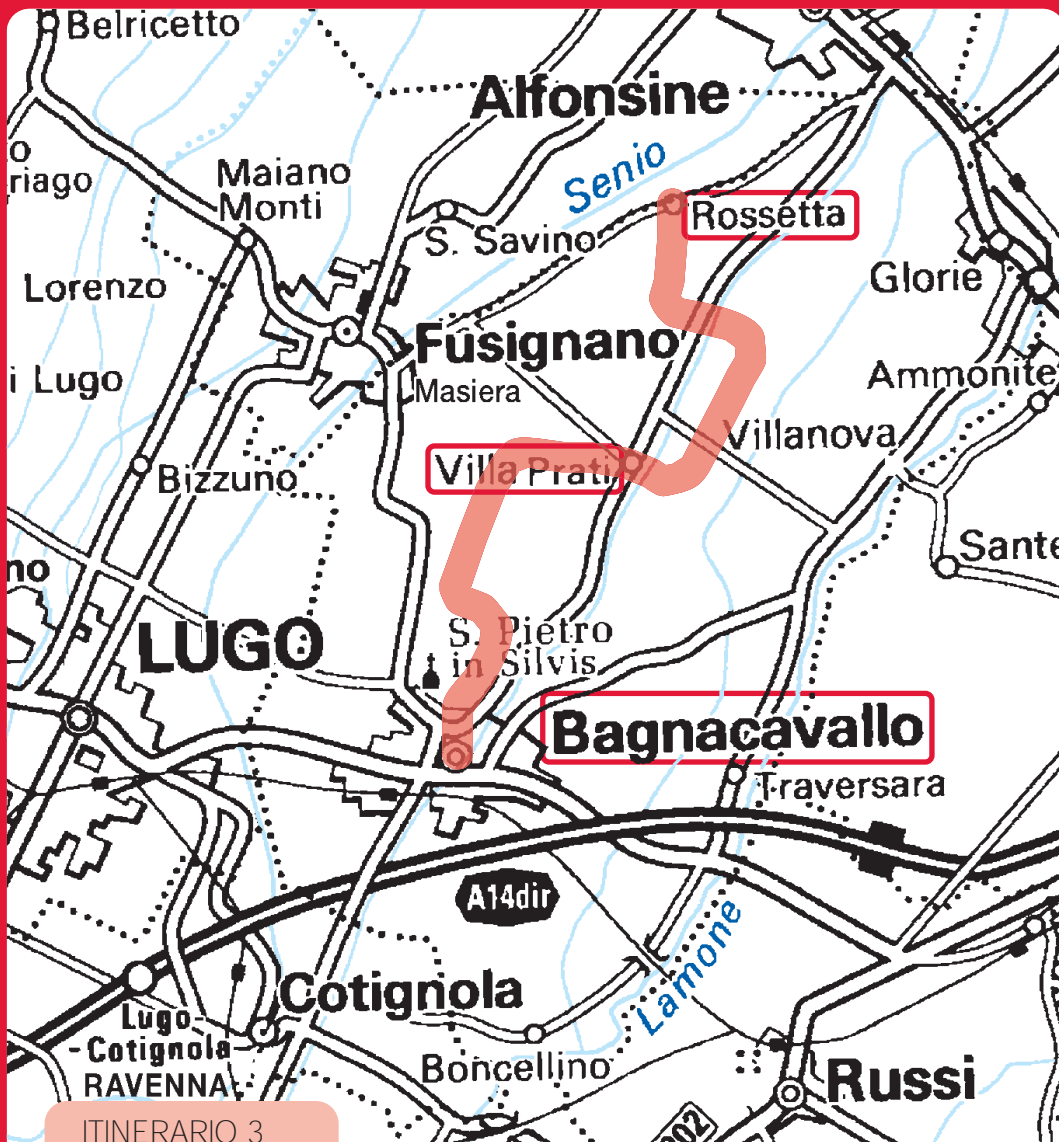 Belricetto
Alfonsine
Senio
Maiano
Monti
riago
Rossetta
S. Savino
Glorie
Lorenzo
Fusignano
i Lugo
Masiera
Ammonite
Villanova
Villa Prati
Bizzuno
Sante
no
LUGO
S. Pietro
in Silvis
Bagnacavallo
Traversara
A14dir
Lamone
Cotignola
Lugo-
-Cotignola
RAVENNA
Boncellino
Russi
ITINERARIO 3